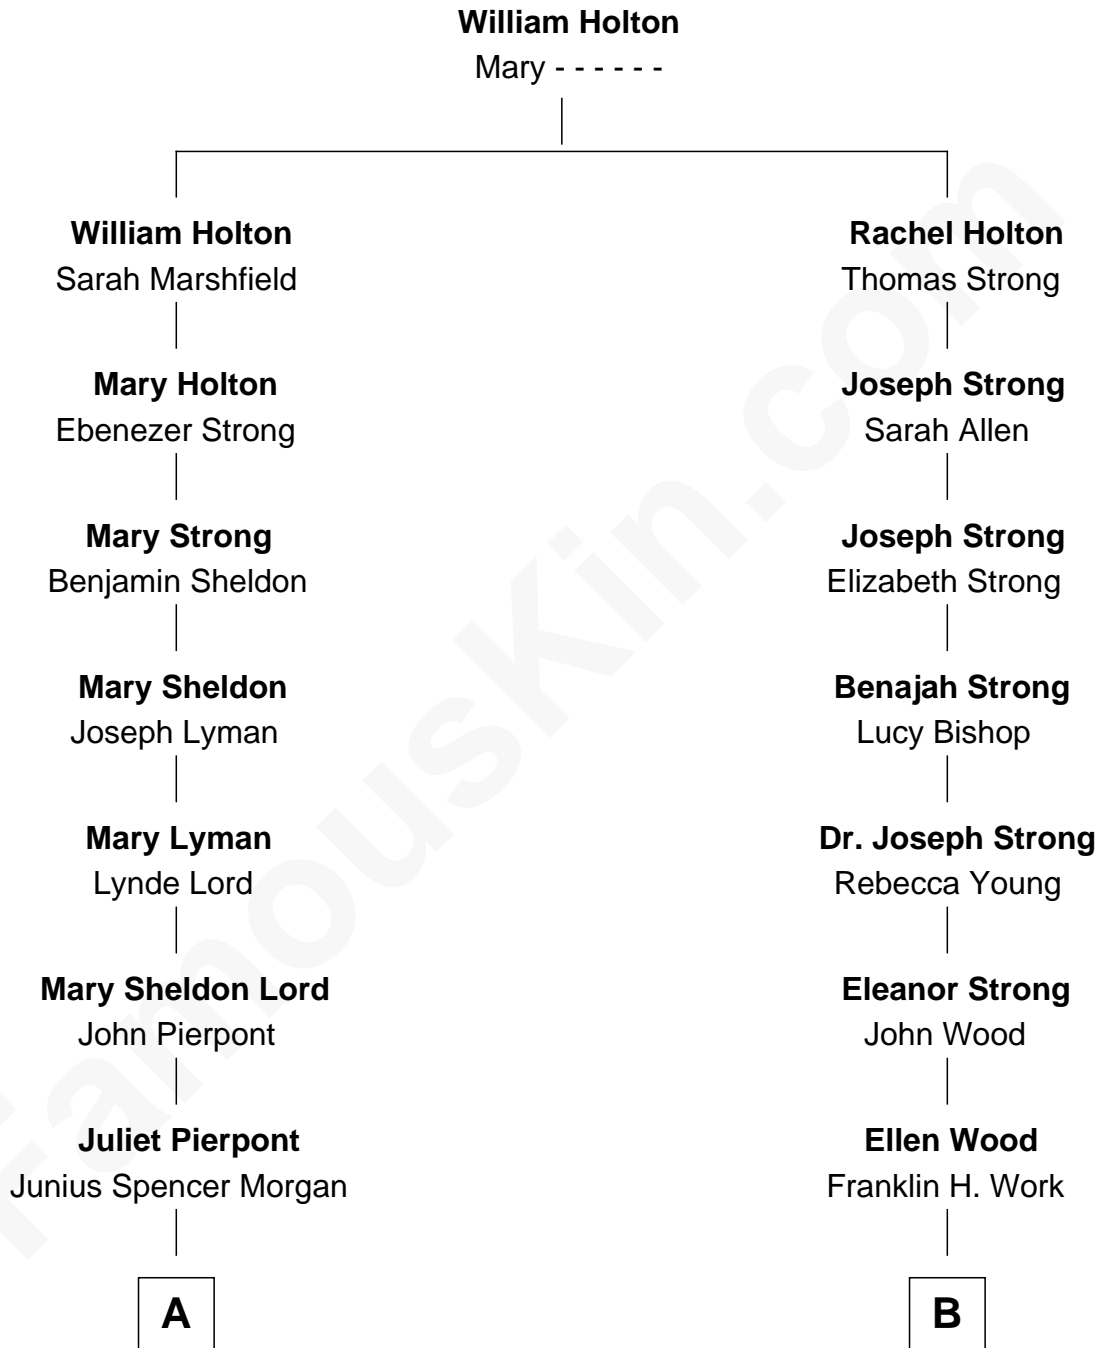 William Holton
Mary - - - - - -
William Holton
Sarah Marshfield
Rachel Holton
Thomas Strong
Mary Holton
Ebenezer Strong
Joseph Strong
Sarah Allen
Mary Strong
Benjamin Sheldon
Joseph Strong
Elizabeth Strong
Mary Sheldon
Joseph Lyman
Benajah Strong
Lucy Bishop
Mary Lyman
Lynde Lord
Dr. Joseph Strong
Rebecca Young
Mary Sheldon Lord
John Pierpont
Eleanor Strong
John Wood
Juliet Pierpont
Junius Spencer Morgan
Ellen Wood
Franklin H. Work
A
B
FamousKin.com